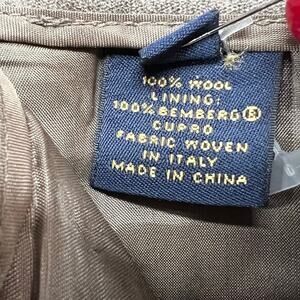 100% WOOL
LINING:
100% BEMBERG®
CUPRO
FABRIC WOVEN
IN ITALY
MADE IN CHINA